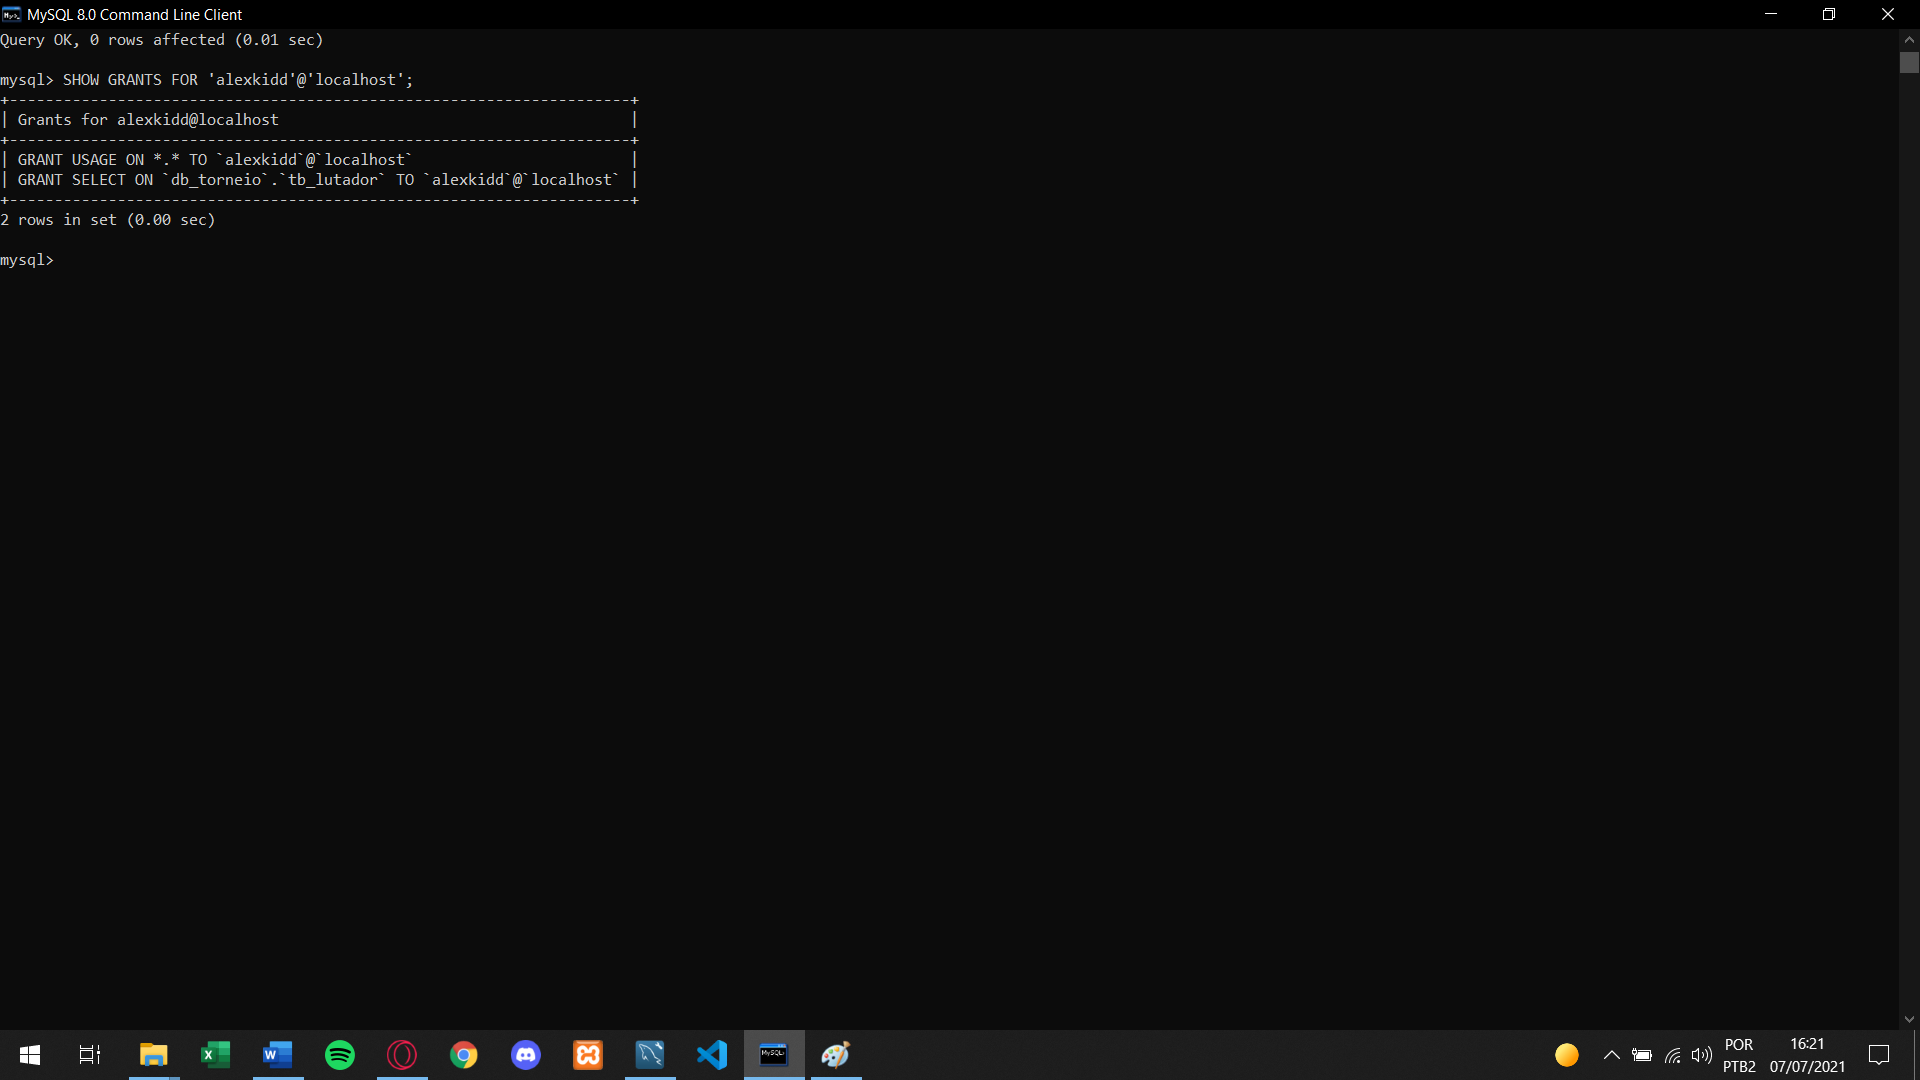 MySQL 8.0 Command Line Client
Query OK, 0 rows affected (0.01 sec)
mysql> SHOW GRANTS FOR 'alexkidd'@'localhost';
+---------------------------------------------------------------------+
| Grants for alexkidd@localhost                                       |
+---------------------------------------------------------------------+
| GRANT USAGE ON *.* TO `alexkidd`@`localhost`                        |
| GRANT SELECT ON `db_torneio`.`tb_lutador` TO `alexkidd`@`localhost` |
+---------------------------------------------------------------------+
2 rows in set (0.00 sec)
mysql>
POR 16:21
PTB2 07/07/2021